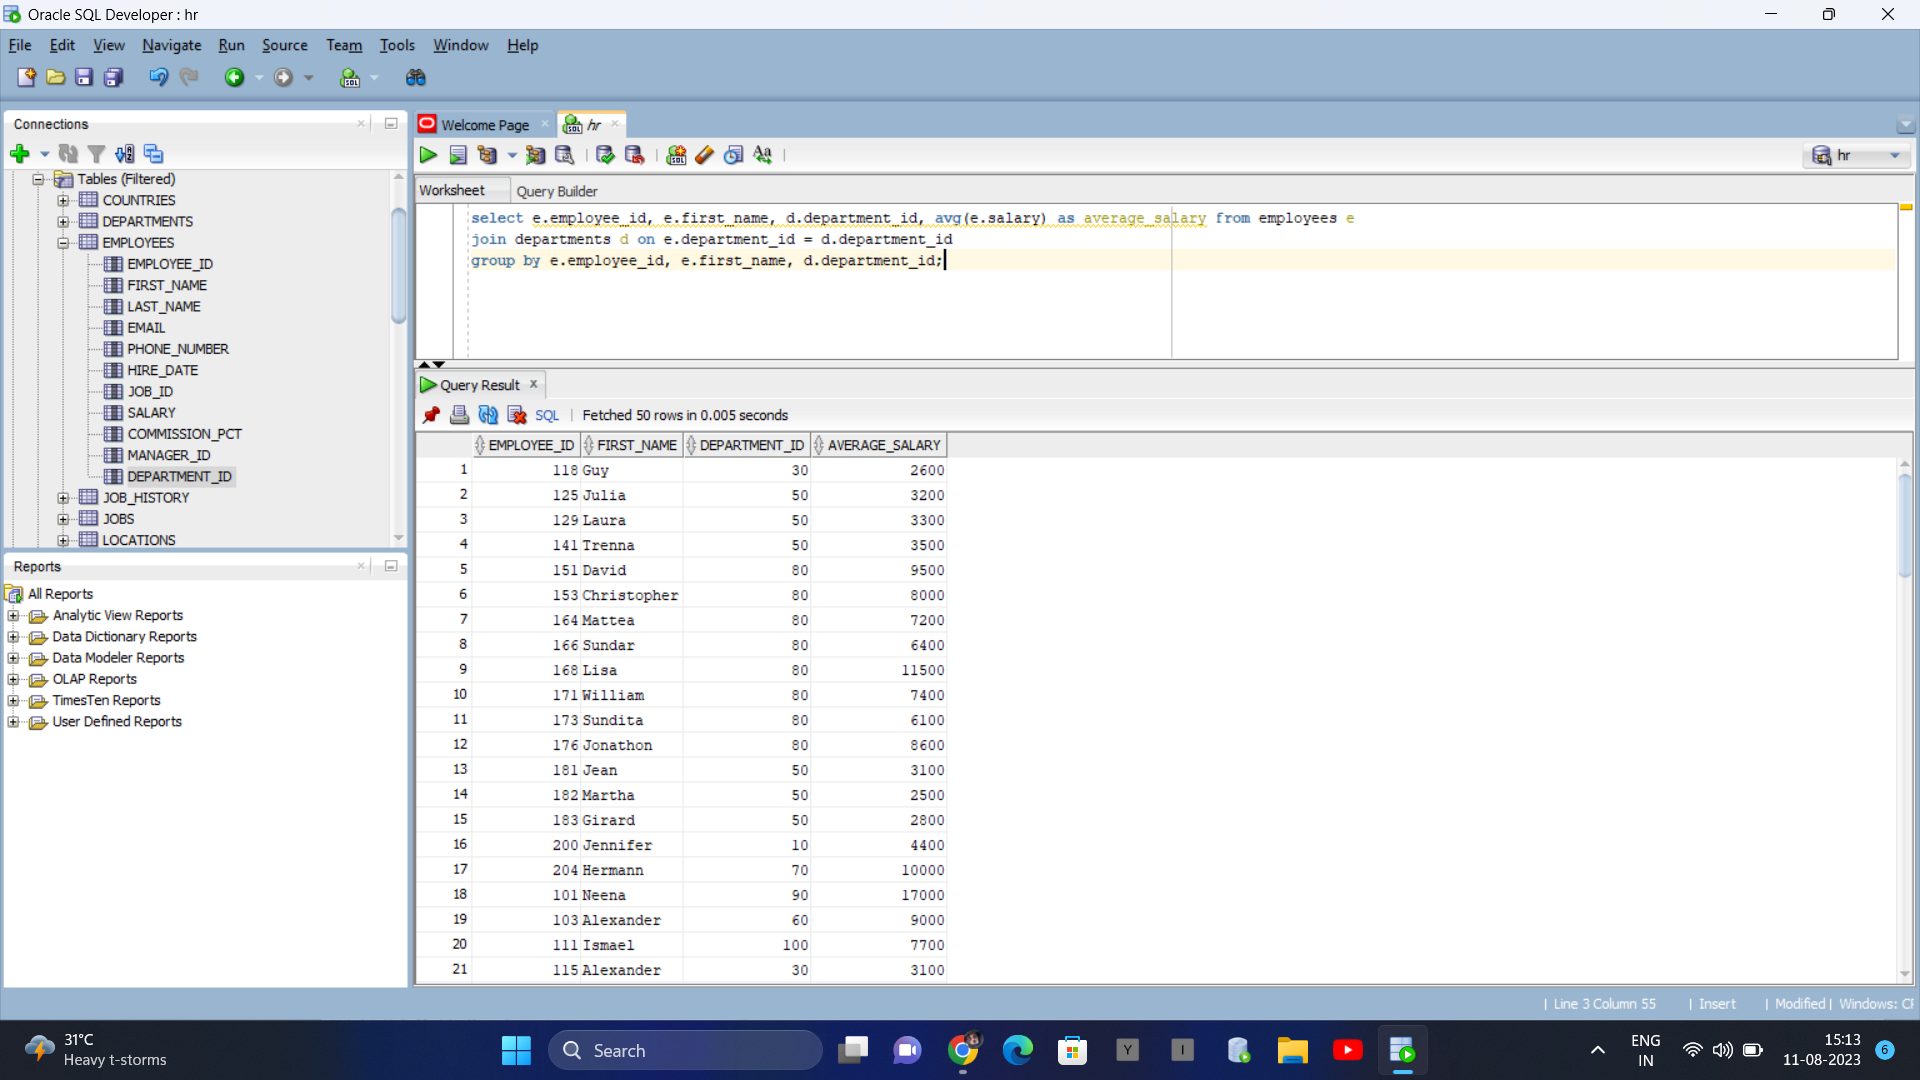 Oracle SQL Developer : hr
File Edit View Navigate Run Source Team Tools Window Help
Connections
Tables (Filtered)
COUNTRIES
DEPARTMENTS
EMPLOYEES
EMPLOYEE_ID
FIRST_NAME
LAST_NAME
EMAIL
PHONE_NUMBER
HIRE_DATE
JOB_ID
SALARY
COMMISSION_PCT
MANAGER_ID
DEPARTMENT_ID
JOB_HISTORY
JOBS
LOCATIONS
Reports
All Reports
Analytic View Reports
Data Dictionary Reports
Data Modeler Reports
OLAP Reports
TimesTen Reports
User Defined Reports
Welcome Page hr
hr
Worksheet Query Builder
select e.employee_id, e.first_name, d.department_id, avg(e.salary) as average_salary from employees e
join departments d on e.department_id = d.department_id
group by e.employee_id, e.first_name, d.department_id;
Query Result
SQL | Fetched 50 rows in 0.005 seconds
EMPLOYEE_ID FIRST_NAME DEPARTMENT_ID AVERAGE_SALARY
1 118 Guy 30 2600
2 125 Julia 50 3200
3 129 Laura 50 3300
4 141 Trenna 50 3500
5 151 David 80 9500
6 153 Christopher 80 8000
7 164 Mattea 80 7200
8 166 Sundar 80 6400
9 168 Lisa 80 11500
10 171 William 80 7400
11 173 Sundita 80 6100
12 176 Jonathon 80 8600
13 181 Jean 50 3100
14 182 Martha 50 2500
15 183 Girard 50 2800
16 200 Jennifer 10 4400
17 204 Hermann 70 10000
18 101 Neena 90 17000
19 103 Alexander 60 9000
20 111 Ismael 100 7700
21 115 Alexander 30 3100
| Line 3 Column 55 | Insert | Modified | Windows: CF
31°C
Heavy t-storms
Search
Y
I
ENG
IN
15:13
11-08-2023
6